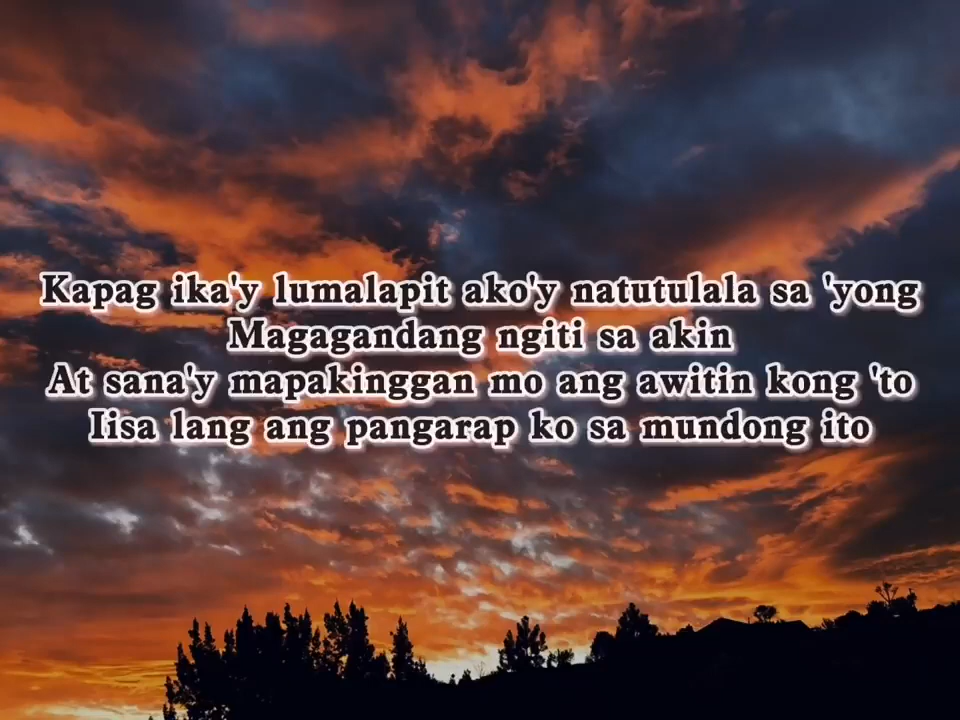 Kapag ika'y lumalapit ako'y natutulala sa 'yong
Magagandang ngiti sa akin
At sana'y mapakinggan mo ang awitin kong 'to
Iisa lang ang pangarap ko sa mundong ito